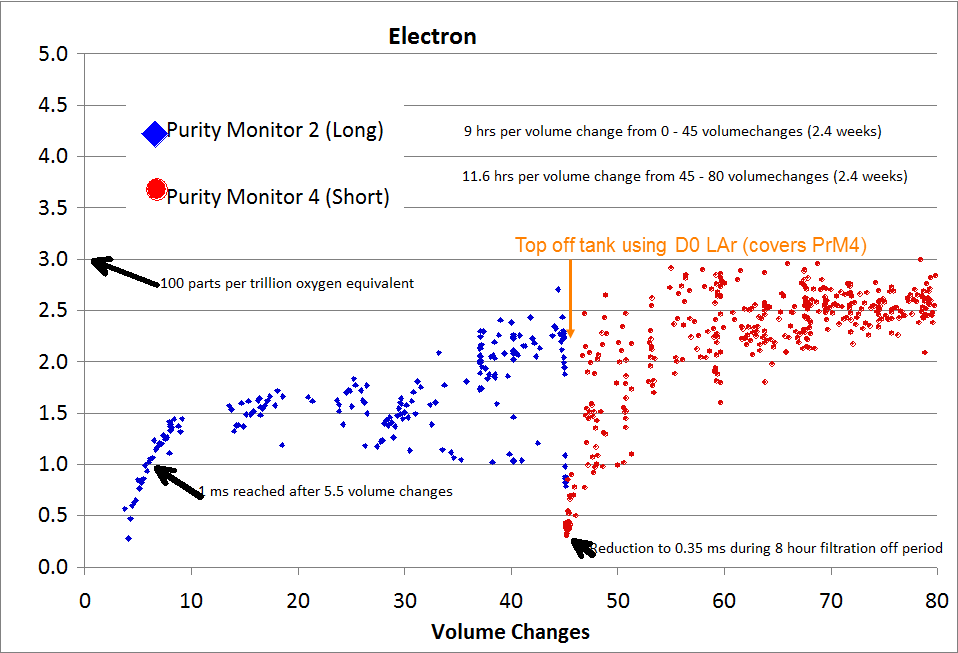 Electron
5.0
4.5
4.0
3.5
3.0
2.5
2.0
1.5
1.0
0.5
0.0
Purity Monitor 2 (Long)
Purity Monitor 4 (Short)
9 hrs per volume change from 0 - 45 volumechanges (2.4 weeks)
11.6 hrs per volume change from 45 - 80 volumechanges (2.4 weeks)
Top off tank using D0 LAr (covers PrM4)
100 parts per trillion oxygen equivalent
1 ms reached after 5.5 volume changes
Reduction to 0.35 ms during 8 hour filtration off period
0 10 20 30 40 50 60 70 80
Volume Changes